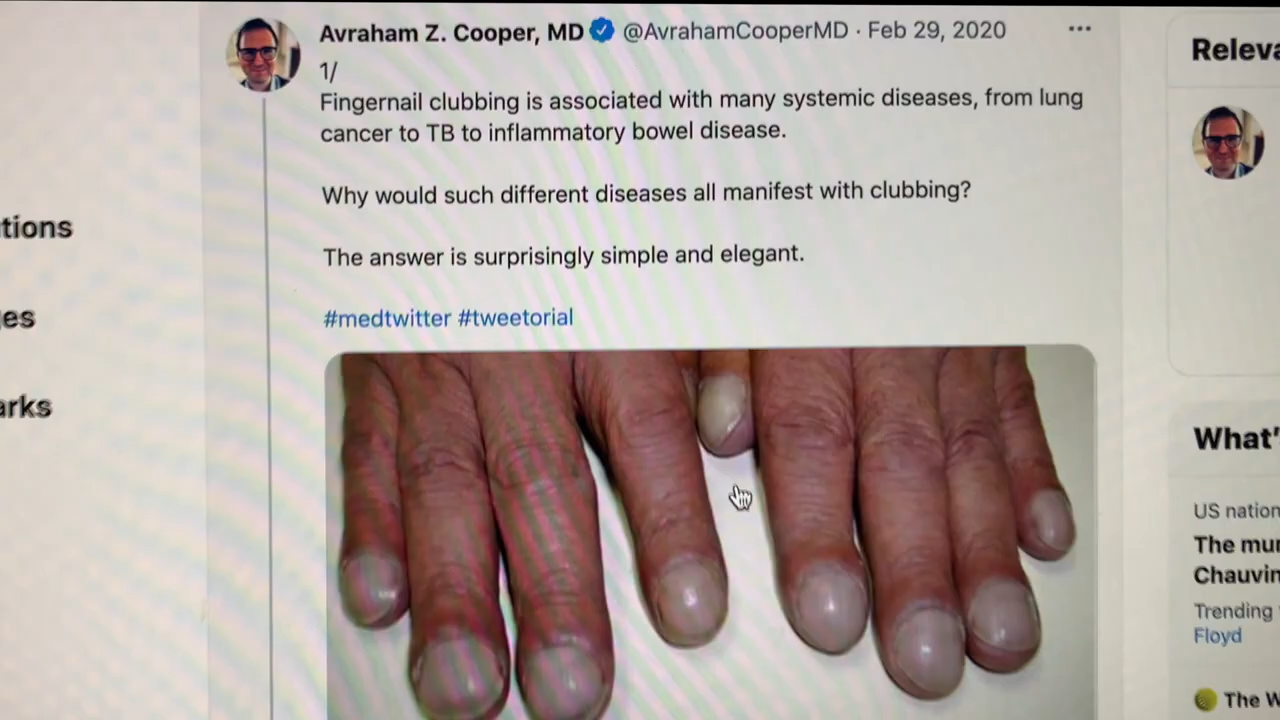 Avraham Z. Cooper, MD @AvrahamCooperMD · Feb 29, 2020
1/
Fingernail clubbing is associated with many systemic diseases, from lung
cancer to TB to inflammatory bowel disease.
Why would such different diseases all manifest with clubbing?
The answer is surprisingly simple and elegant.
#medtwitter #tweetorial
tions
es
arks
Releva
What'
US nation
The mur
Chauvin
Trending
Floyd
The W